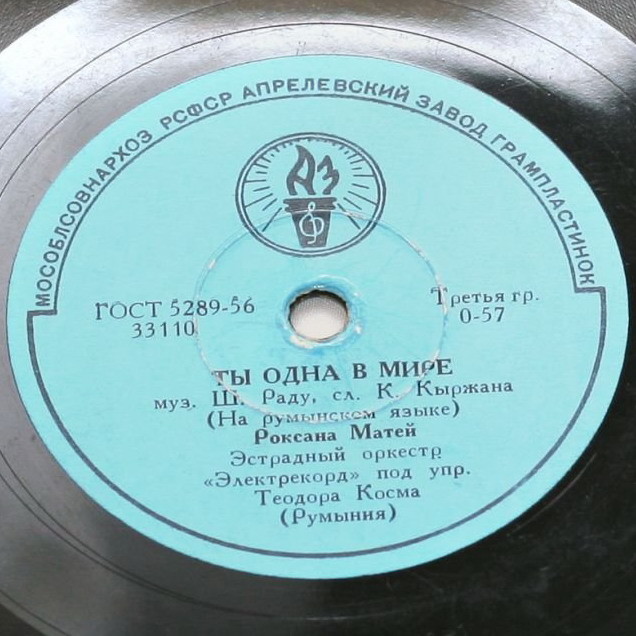 МОСОБЛСОВНАРХОЗ РСФСР АПРЕЛЕВСКИЙ ЗАВОД ГРАМПЛАСТИНОК
АЗ
ГОСТ 5289-56
33110
Третья гр.
0-57
ТЫ ОДНА В МИРЕ
муз. Ш. Раду, сл. К. Кыржана
(На румынском языке)
Роксана Матей
Эстрадный оркестр
«Электрекорд» под упр.
Теодора Косма
(Румыния)